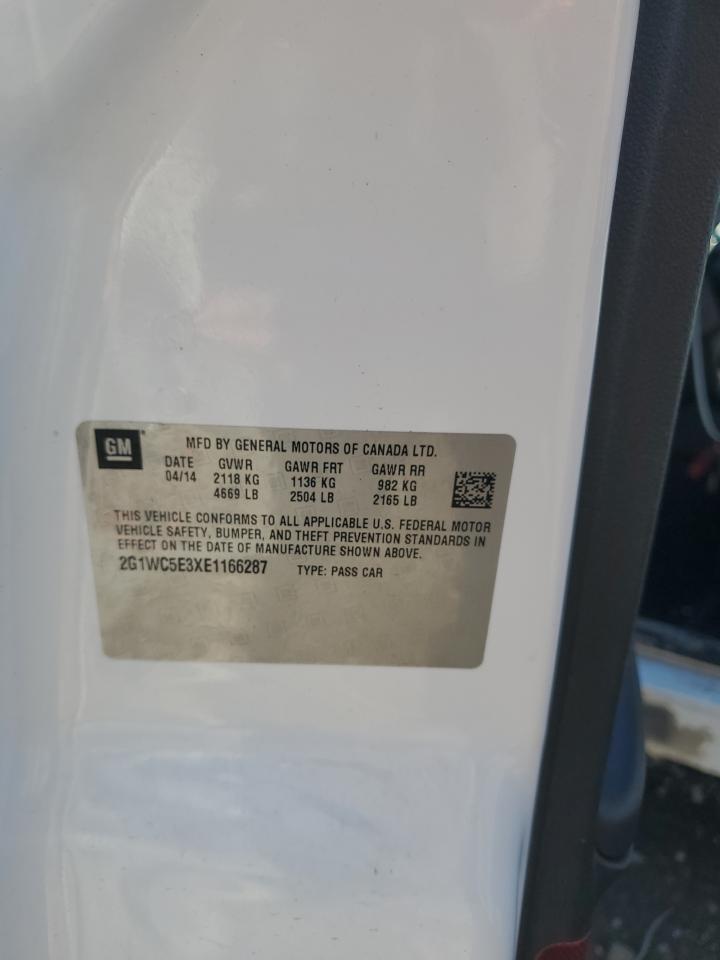 GM ® MFD BY GENERAL MOTORS OF CANADA LTD.
DATE GVWR GAWR FRT GAWR RR
04/14 2118 KG 1136 KG 982 KG
4669 LB 2504 LB 2165 LB
THIS VEHICLE CONFORMS TO ALL APPLICABLE U.S. FEDERAL MOTOR
VEHICLE SAFETY, BUMPER, AND THEFT PREVENTION STANDARDS IN
EFFECT ON THE DATE OF MANUFACTURE SHOWN ABOVE.
2G1WC5E3XE1166287 TYPE: PASS CAR